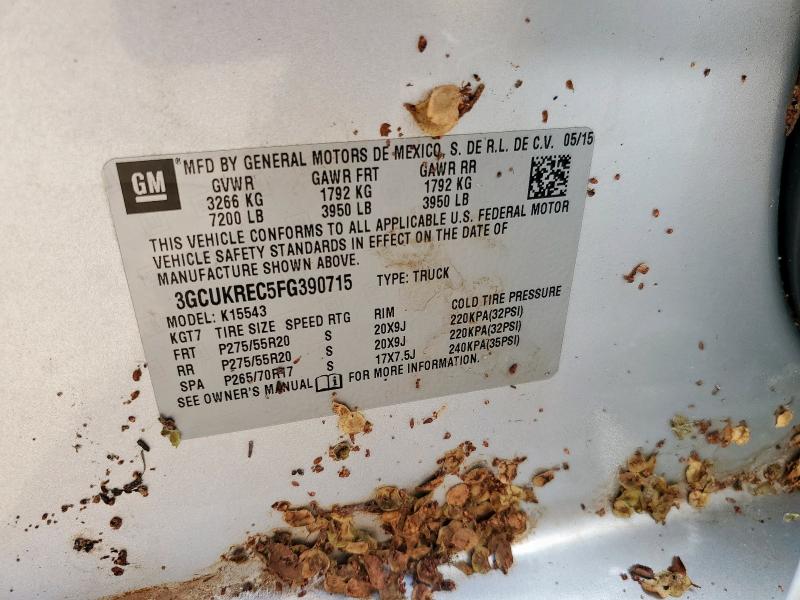 GM
® MFD BY GENERAL MOTORS DE MEXICO, S. DE R.L. DE C.V. 05/15
GVWR GAWR FRT GAWR RR
3266 KG 1792 KG 1792 KG
7200 LB 3950 LB 3950 LB
THIS VEHICLE CONFORMS TO ALL APPLICABLE U.S. FEDERAL MOTOR
VEHICLE SAFETY STANDARDS IN EFFECT ON THE DATE OF
MANUFACTURE SHOWN ABOVE.
3GCUKREC5FG390715 TYPE: TRUCK
MODEL: K15543
KGT7 TIRE SIZE SPEED RTG RIM COLD TIRE PRESSURE
FRT P275/55R20 S 20X9J 220KPA(32PSI)
RR P275/55R20 S 20X9J 220KPA(32PSI)
SPA P265/70R17 S 17X7.5J 240KPA(35PSI)
SEE OWNER'S MANUAL FOR MORE INFORMATION.